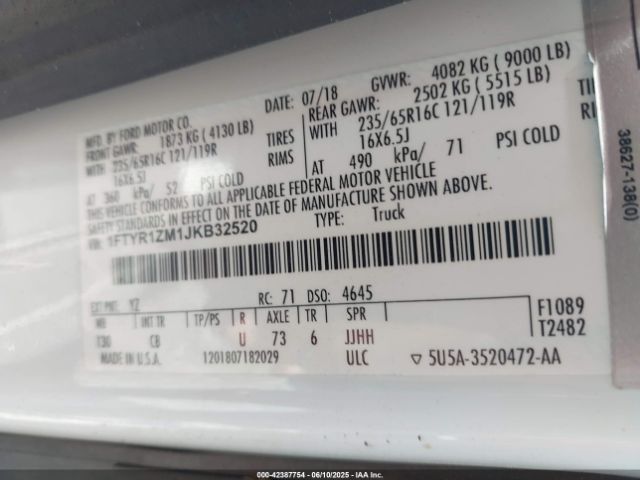 DATE: 07/18 GVWR: 4082 KG ( 9000 LB)
MFD. BY FORD MOTOR CO.
FRONT GAWR: 1873 KG ( 4130 LB) REAR GAWR: 2502 KG ( 5515 LB)
WITH 235/65R16C 121/119R TIRES WITH 235/65R16C 121/119R
16X6.5J RIMS 16X6.5J
AT 360 kPa/ 52 PSI COLD AT 490 kPa/ 71 PSI COLD
THIS VEHICLE CONFORMS TO ALL APPLICABLE FEDERAL MOTOR VEHICLE
SAFETY STANDARDS IN EFFECT ON THE DATE OF MANUFACTURE SHOWN ABOVE.
VIN: 1FTYR1ZM1JKB32520 TYPE: Truck
EXT PNT: YZ RC: 71 DSO: 4645
WB INT TR TP/PS R AXLE TR SPR F1089
T30 CB U 73 6 JJHH T2482
MADE IN U.S.A. 1201807182029 ULC ▽ 5U5A-3520472-AA
38627-138(0)
000-42387754 - 06/10/2025 - IAA Inc.